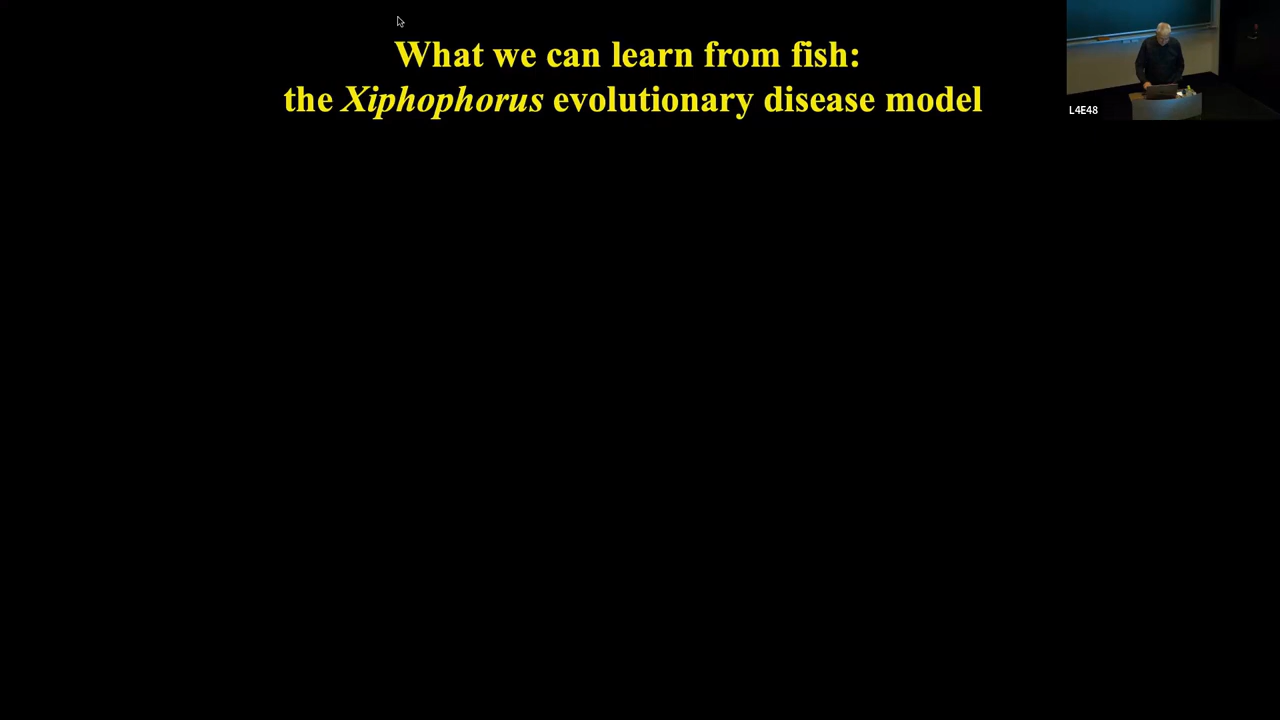 What we can learn from fish:
the Xiphophorus evolutionary disease model
L4E48